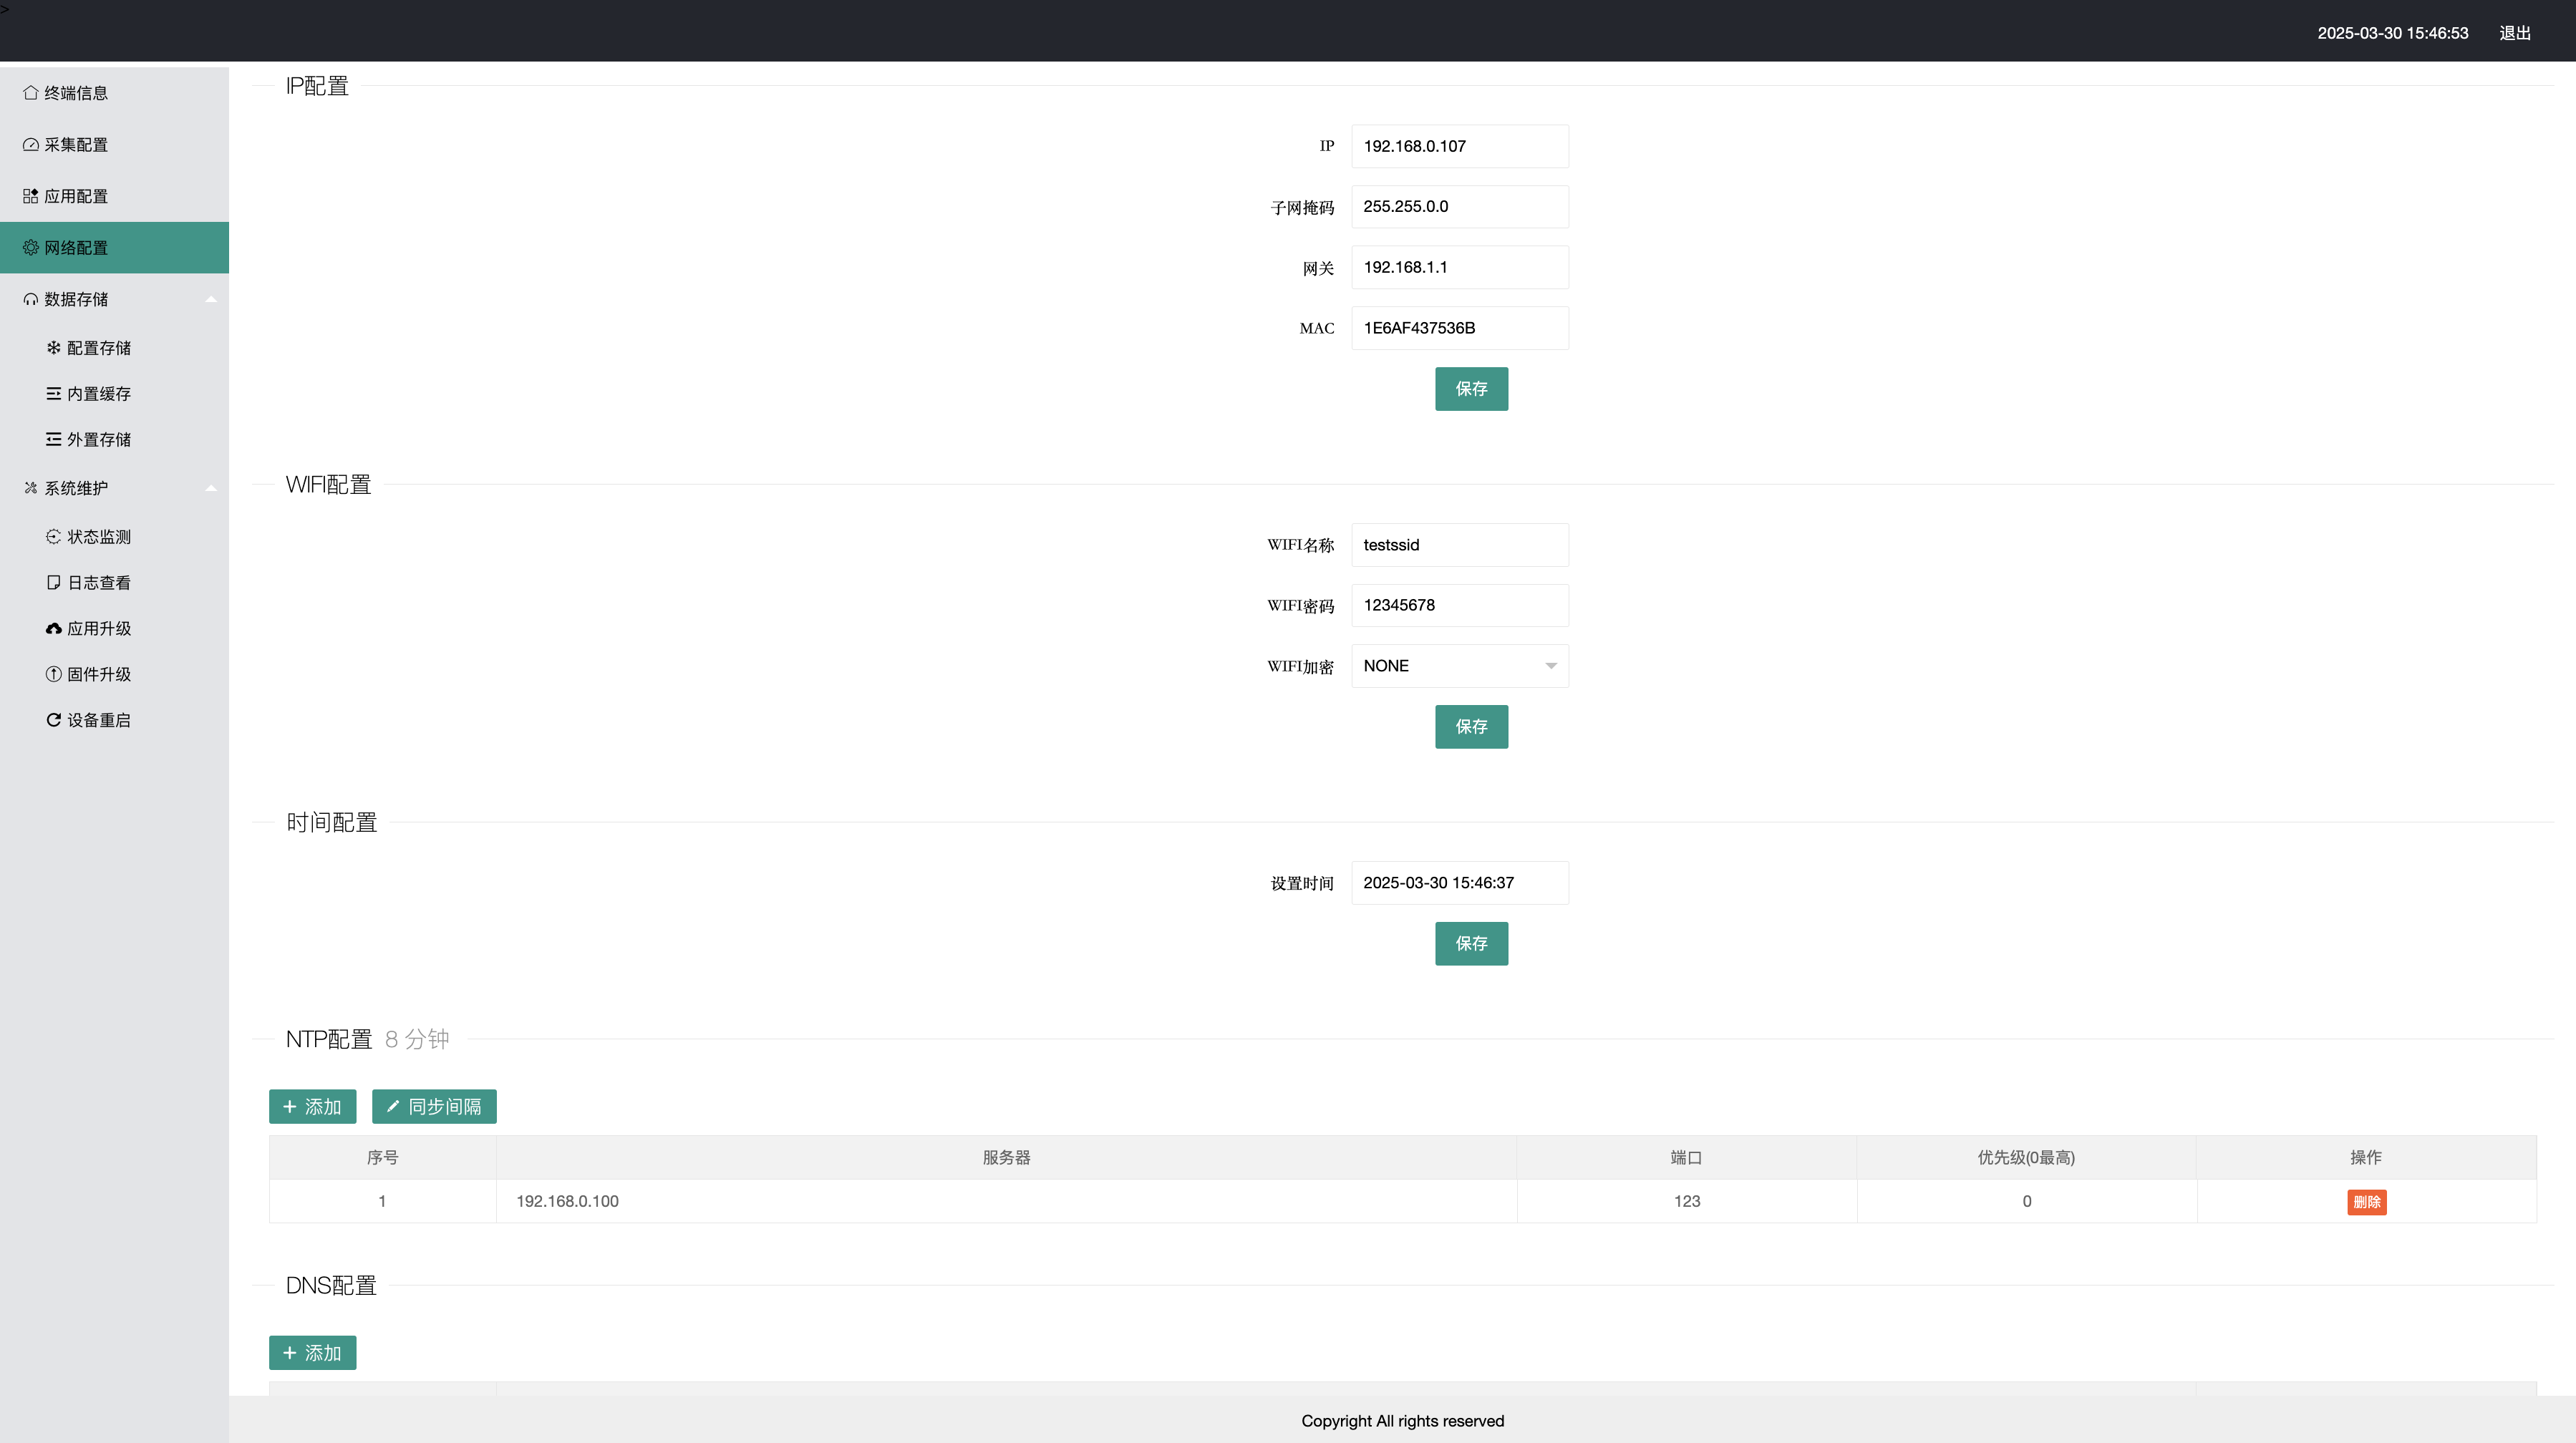 >
2025-03-30 15:46:53 退出
终端信息
采集配置
应用配置
网络配置
数据存储
配置存储
内置缓存
外置存储
系统维护
状态监测
日志查看
应用升级
固件升级
设备重启
IP配置
IP 192.168.0.107
子网掩码 255.255.0.0
网关 192.168.1.1
MAC 1E6AF437536B
保存
WIFI配置
WIFI名称 testssid
WIFI密码 12345678
WIFI加密 NONE
保存
时间配置
设置时间 2025-03-30 15:46:37
保存
NTP配置 8 分钟
添加 同步间隔
序号 服务器 端口 优先级(0最高) 操作
1 192.168.0.100 123 0 删除
DNS配置
添加
Copyright All rights reserved